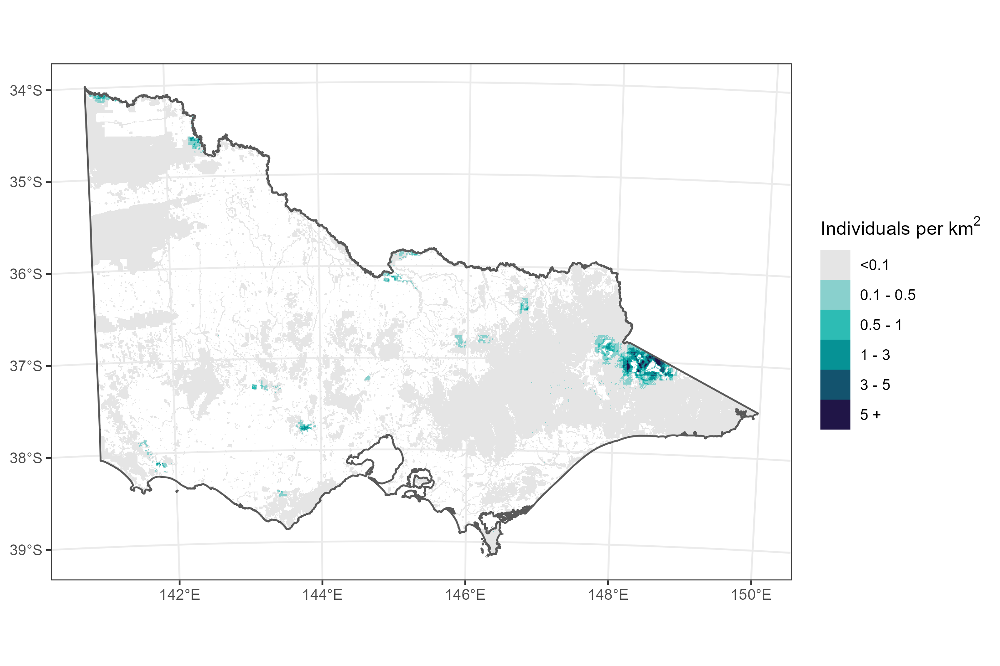 34°S
35°S
36°S
37°S
38°S
39°S
142°E 144°E 146°E 148°E 150°E
Individuals per km²
<0.1
0.1 - 0.5
0.5 - 1
1 - 3
3 - 5
5 +